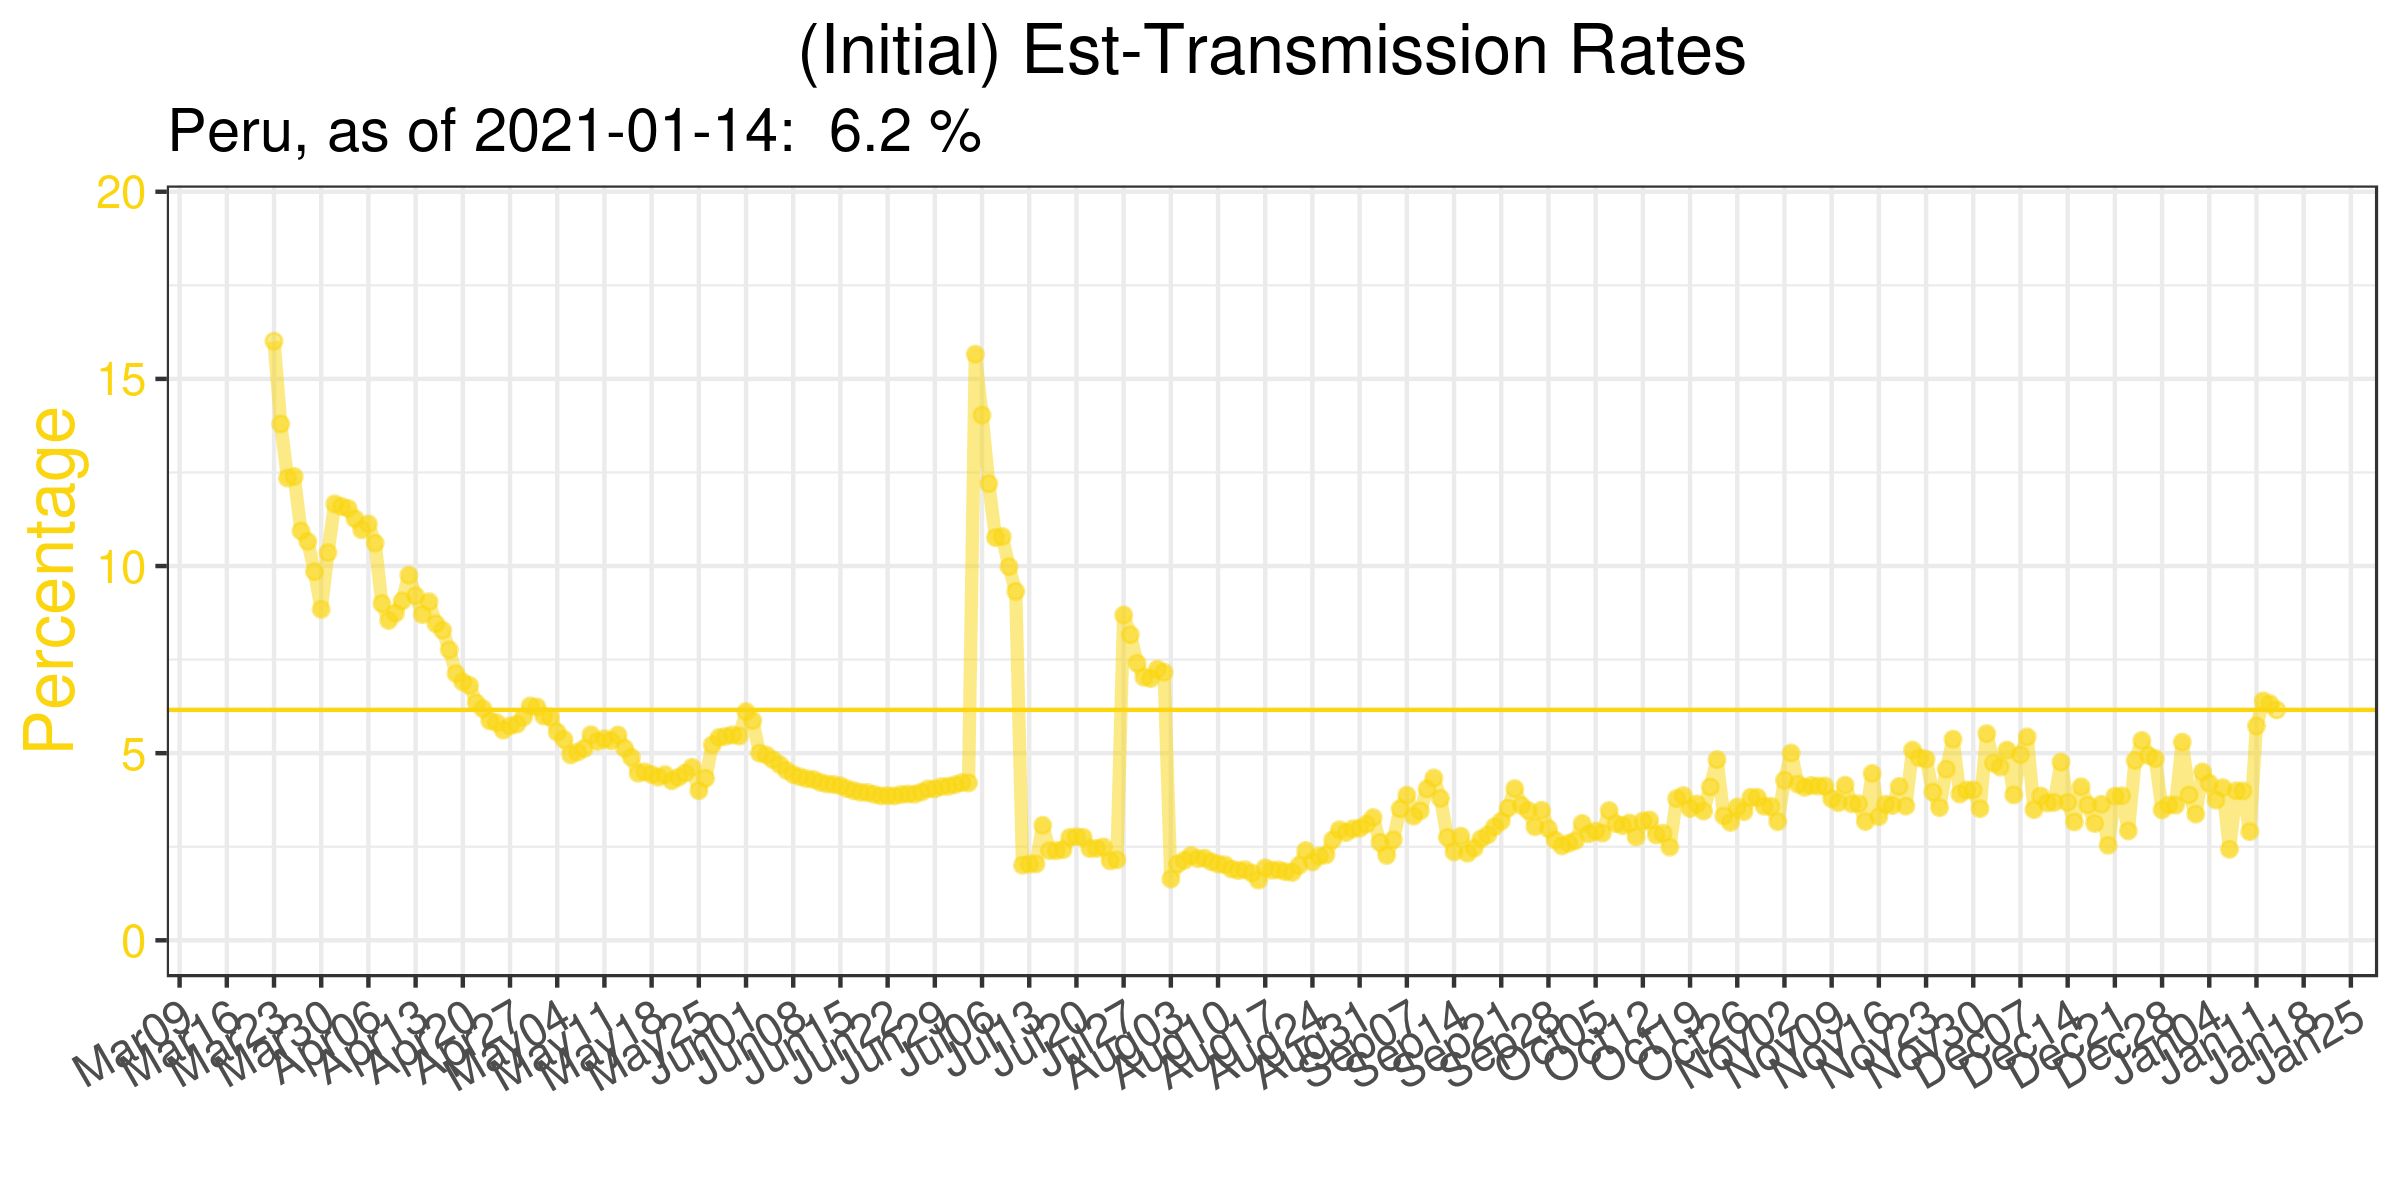 (Initial) Est-Transmission Rates
Peru, as of 2021-01-14:  6.2 %
Percentage
20
15
10
5
0
Mar09
Mar16
Mar23
Mar30
Apr06
Apr13
Apr20
Apr27
May04
May11
May18
May25
Jun01
Jun08
Jun15
Jun22
Jun29
Jul06
Jul13
Jul20
Jul27
Aug03
Aug10
Aug17
Aug24
Aug31
Sep07
Sep14
Sep21
Sep28
Oct05
Oct12
Oct19
Oct26
Nov02
Nov09
Nov16
Nov23
Nov30
Dec07
Dec14
Dec21
Dec28
Jan04
Jan11
Jan18
Jan25